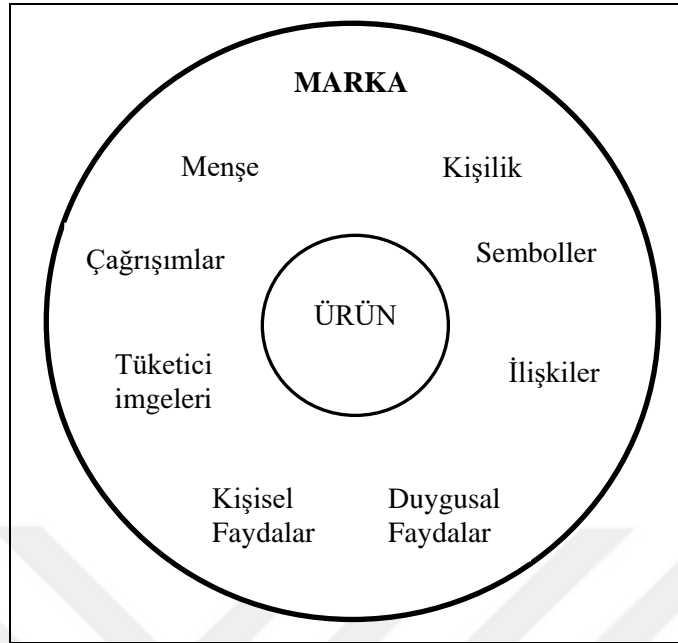 MARKA
Menşe
Kişilik
Çağrışımlar
Semboller
ÜRÜN
Tüketici
imgeleri
İlişkiler
Kişisel
Faydalar
Duygusal
Faydalar